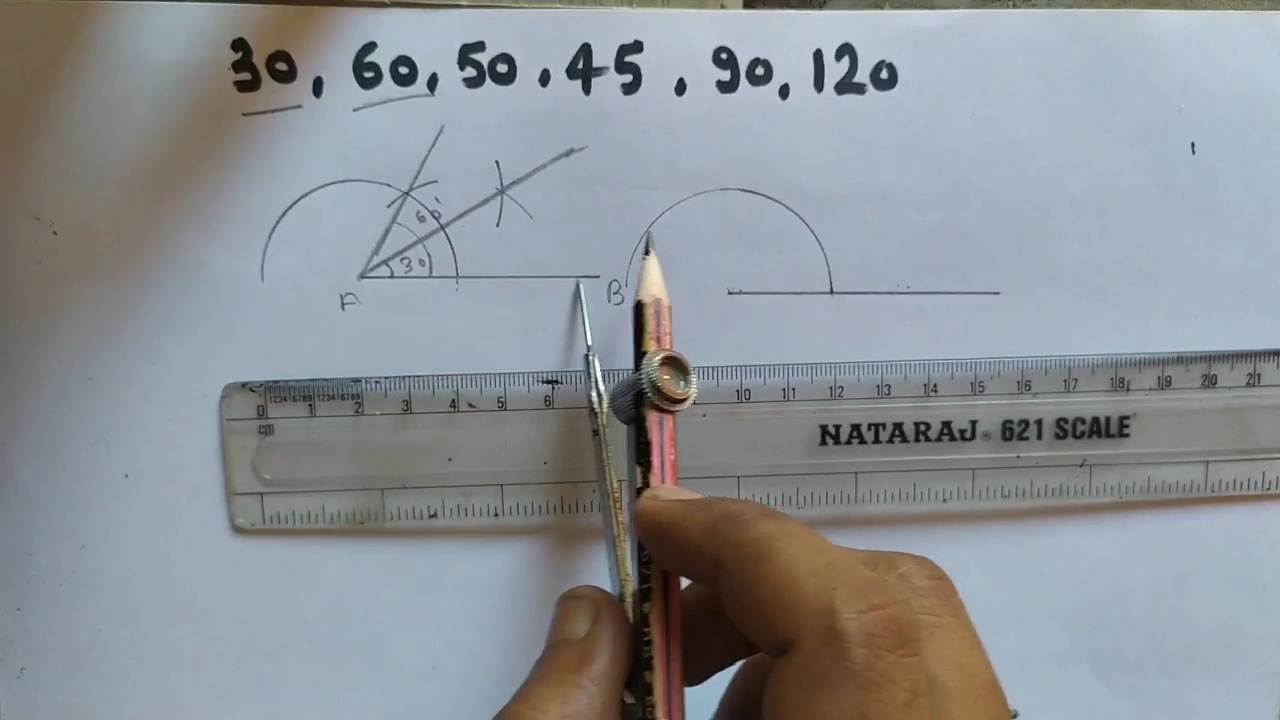 30, 60, 50. 45. 90, 120
60°
30
A
B
0 1 2 3 4 5 6 10 11 12 13 14 15 16 17 18 19 20 21
cm
NATARAJ® 621 SCALE